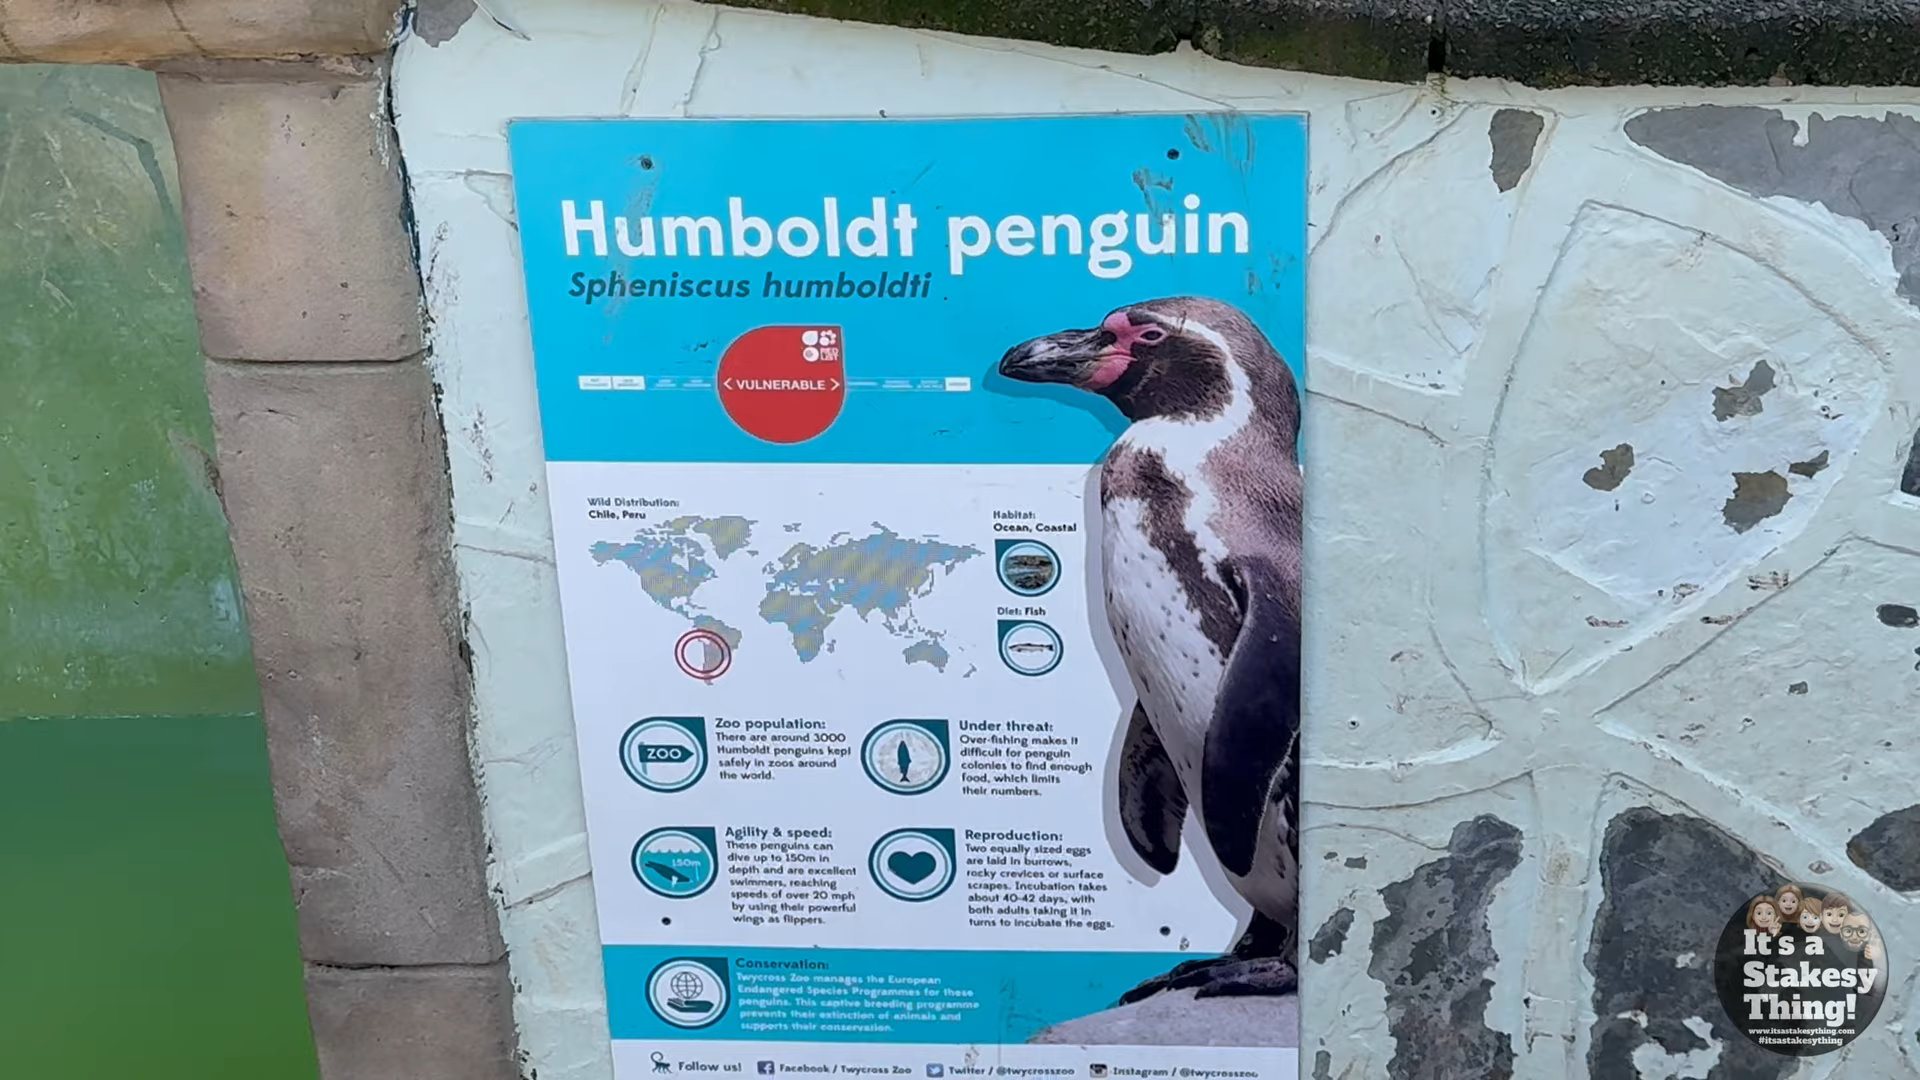 Humboldt penguin
Spheniscus humboldti
RED
LIST
< VULNERABLE >
Wild Distribution:
Chile, Peru
Habitat:
Ocean, Coastal
Diet: Fish
ZOO
Zoo population:
There are around 3000
Humboldt penguins kept
safely in zoos around
the world.
Under threat:
Over-fishing makes it
difficult for penguin
colonies to find enough
food, which limits
their numbers.
150m
Agility & speed:
These penguins can
dive up to 150m in
depth and are excellent
swimmers, reaching
speeds of over 20 mph
by using their powerful
wings as flippers.
Reproduction:
Two equally sized eggs
are laid in burrows,
rocky crevices or surface
scrapes. Incubation takes
about 40-42 days, with
both adults taking it in
turns to incubate the eggs.
Conservation:
Twycross Zoo manages the European
Endangered Species Programmes for these
penguins. This captive breeding programme
prevents their extinction of animals and
supports their conservation.
Follow us! Facebook / Twycross Zoo Twitter / @twycrosszoo Instagram / @twycrosszoo
It's a
Stakesy
Thing!
www.itsastakesything.com
#itsastakesything